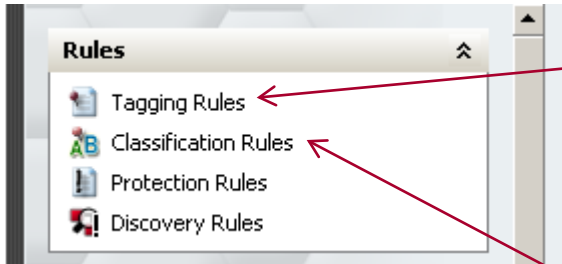 Rules
Tagging Rules
Classification Rules
Protection Rules
Discovery Rules